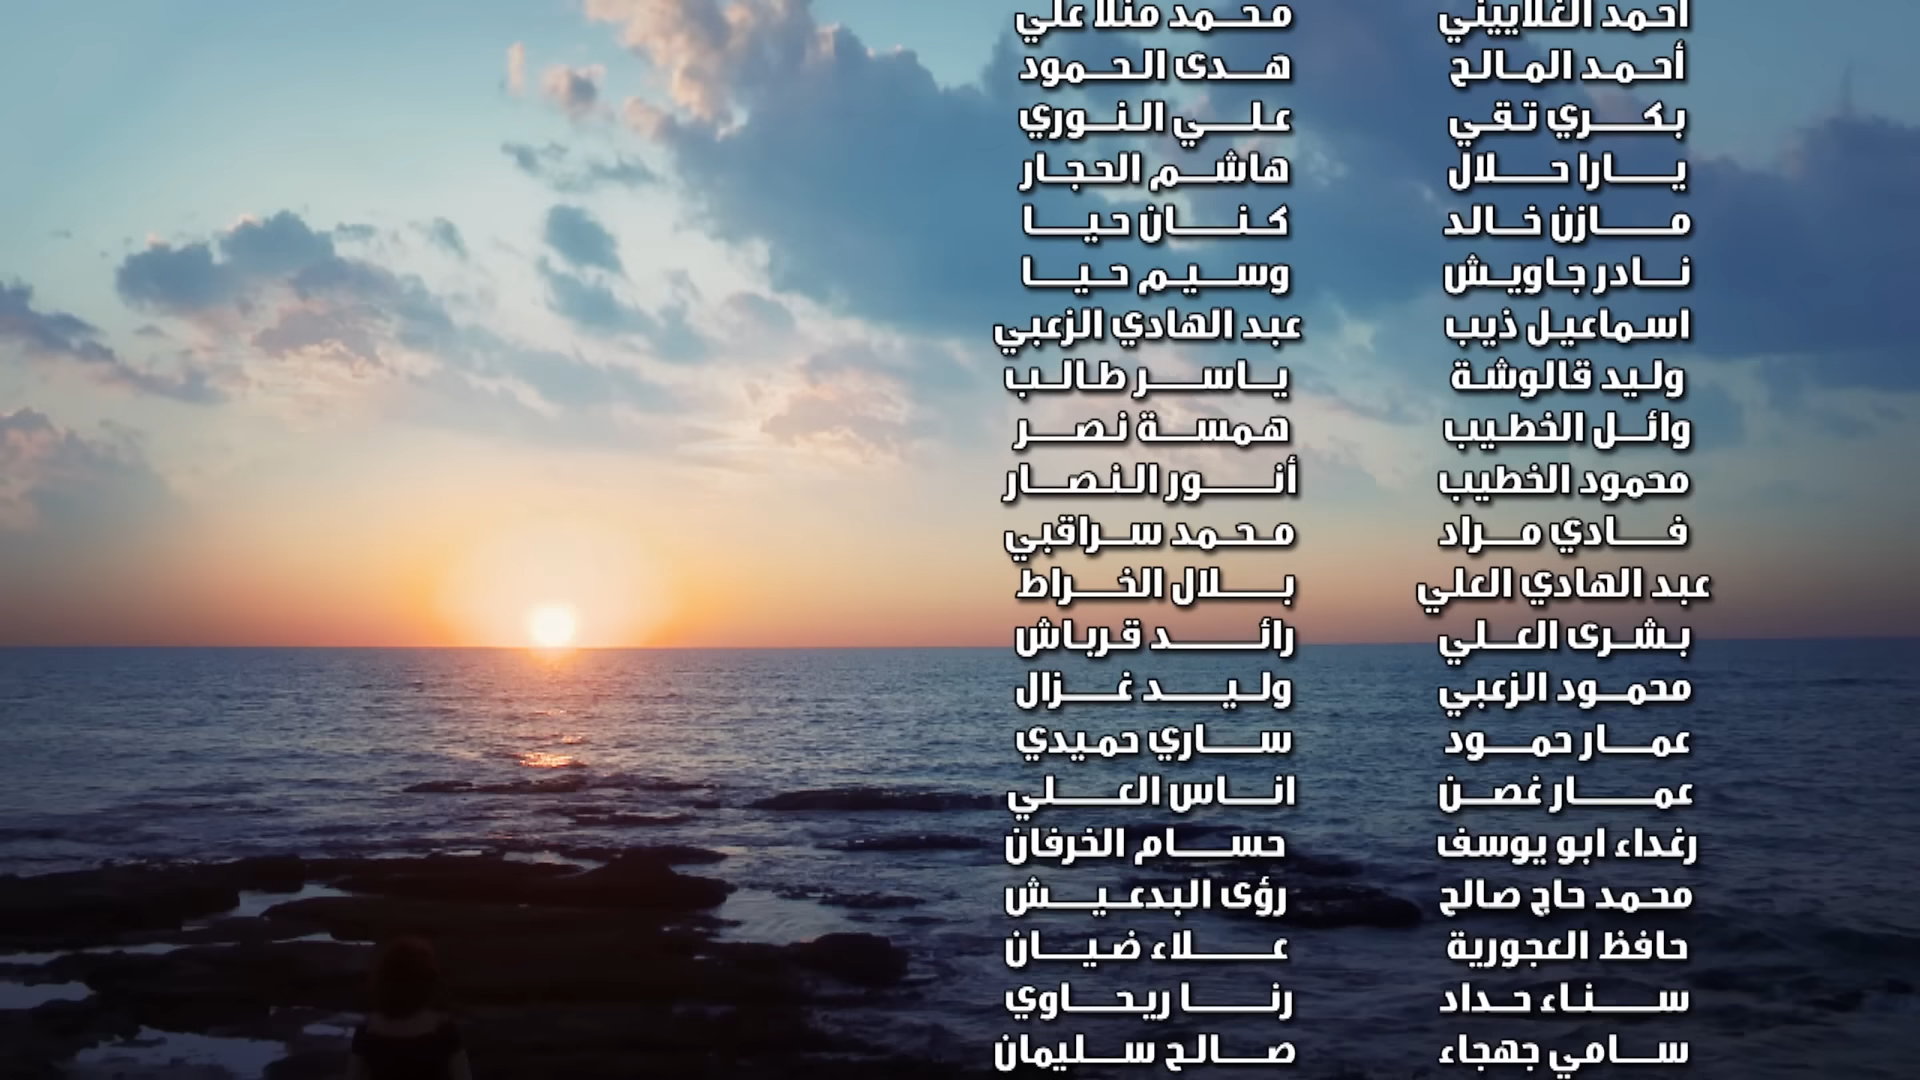 أحمد الغلاييني
محمد منلا علي
أحمد المالح
هدى الحمود
بكري تقي
علي النوري
يارا حلال
هاشم الحجار
مازن خالد
كنان حيا
نادر جاويش
وسيم حيا
اسماعيل ذيب
عبد الهادي الزعبي
وليد قالوشة
ياسر طالب
وائل الخطيب
همسة نصر
محمود الخطيب
أنور النصار
فادي مراد
محمد سراقبي
عبد الهادي العلي
بلال الخراط
بشرى العلي
رائد قرباش
محمود الزعبي
وليد غزال
عمار حمود
ساري حميدي
عمار غصن
اناس العلي
رغداء ابو يوسف
حسام الخرفان
محمد حاج صالح
رؤى البدعيش
حافظ العجورية
علاء ضيان
سناء حداد
رنا ريحاوي
سامي جهجاء
صالح سليمان